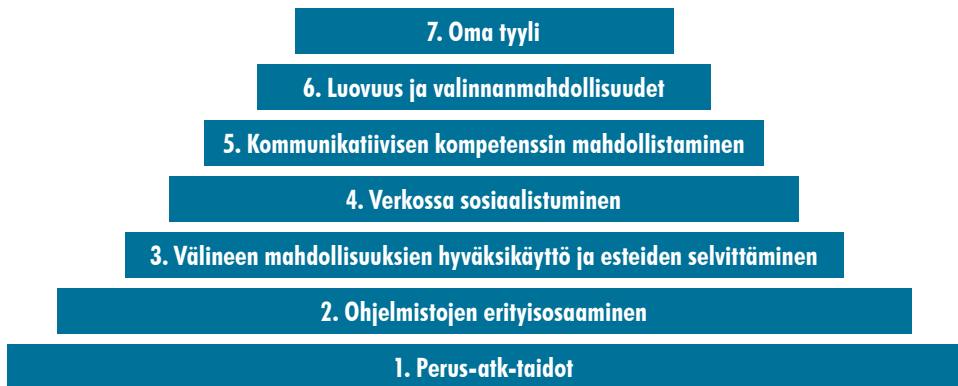 7. Oma tyyli
6. Luovuus ja valinnanmahdollisuudet
5. Kommunikatiivisen kompetenssin mahdollistaminen
4. Verkossa sosiaalistuminen
3. Välineen mahdollisuuksien hyväksikäyttö ja esteiden selvittäminen
2. Ohjelmistojen erityisosaaminen
1. Perus-atk-taidot